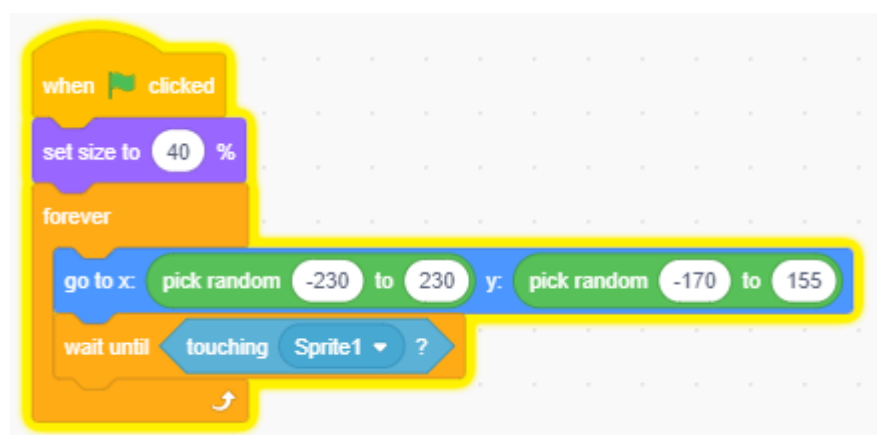 when clicked
set size to 40 %
forever
go to x: pick random -230 to 230 y: pick random -170 to 155
wait until touching Sprite1 ?